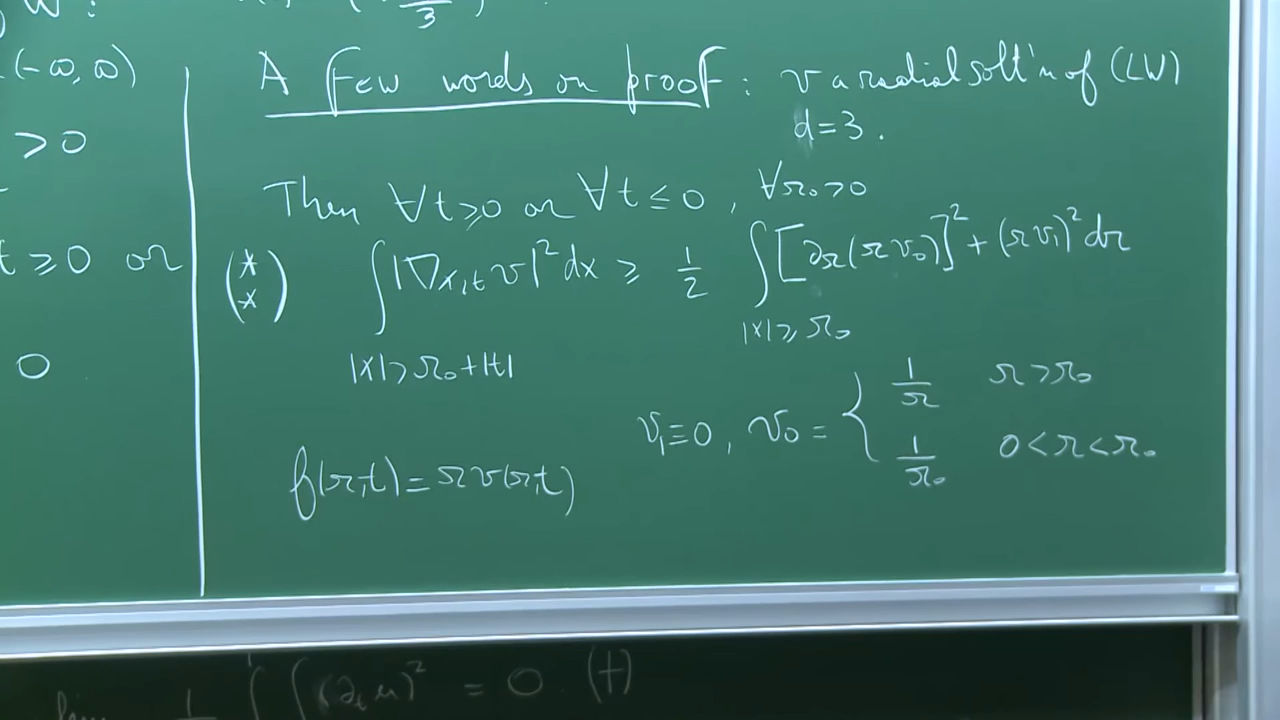 (-∞, ∞)
> 0
t ⩾ 0 or
0
A few words on proof : v a radial solt'n of (LW)
d = 3 .
Then ∀t ⩾ 0 or ∀t ≤ 0 , ∀r₀ > 0
(**) ∫_{|x| > r₀ + |t|} |∇_{x,t} v|² dx ⩾ 1/2 ∫_{|x| ⩾ r₀} [∂r(r v₀)]² + (r v₁)² dr
v₁ ≡ 0 , v₀ = { 1/r r > r₀
1/r₀ 0 < r < r₀
f(r,t) = r v(r,t)
∫ (∂t u)² = 0 . (†)